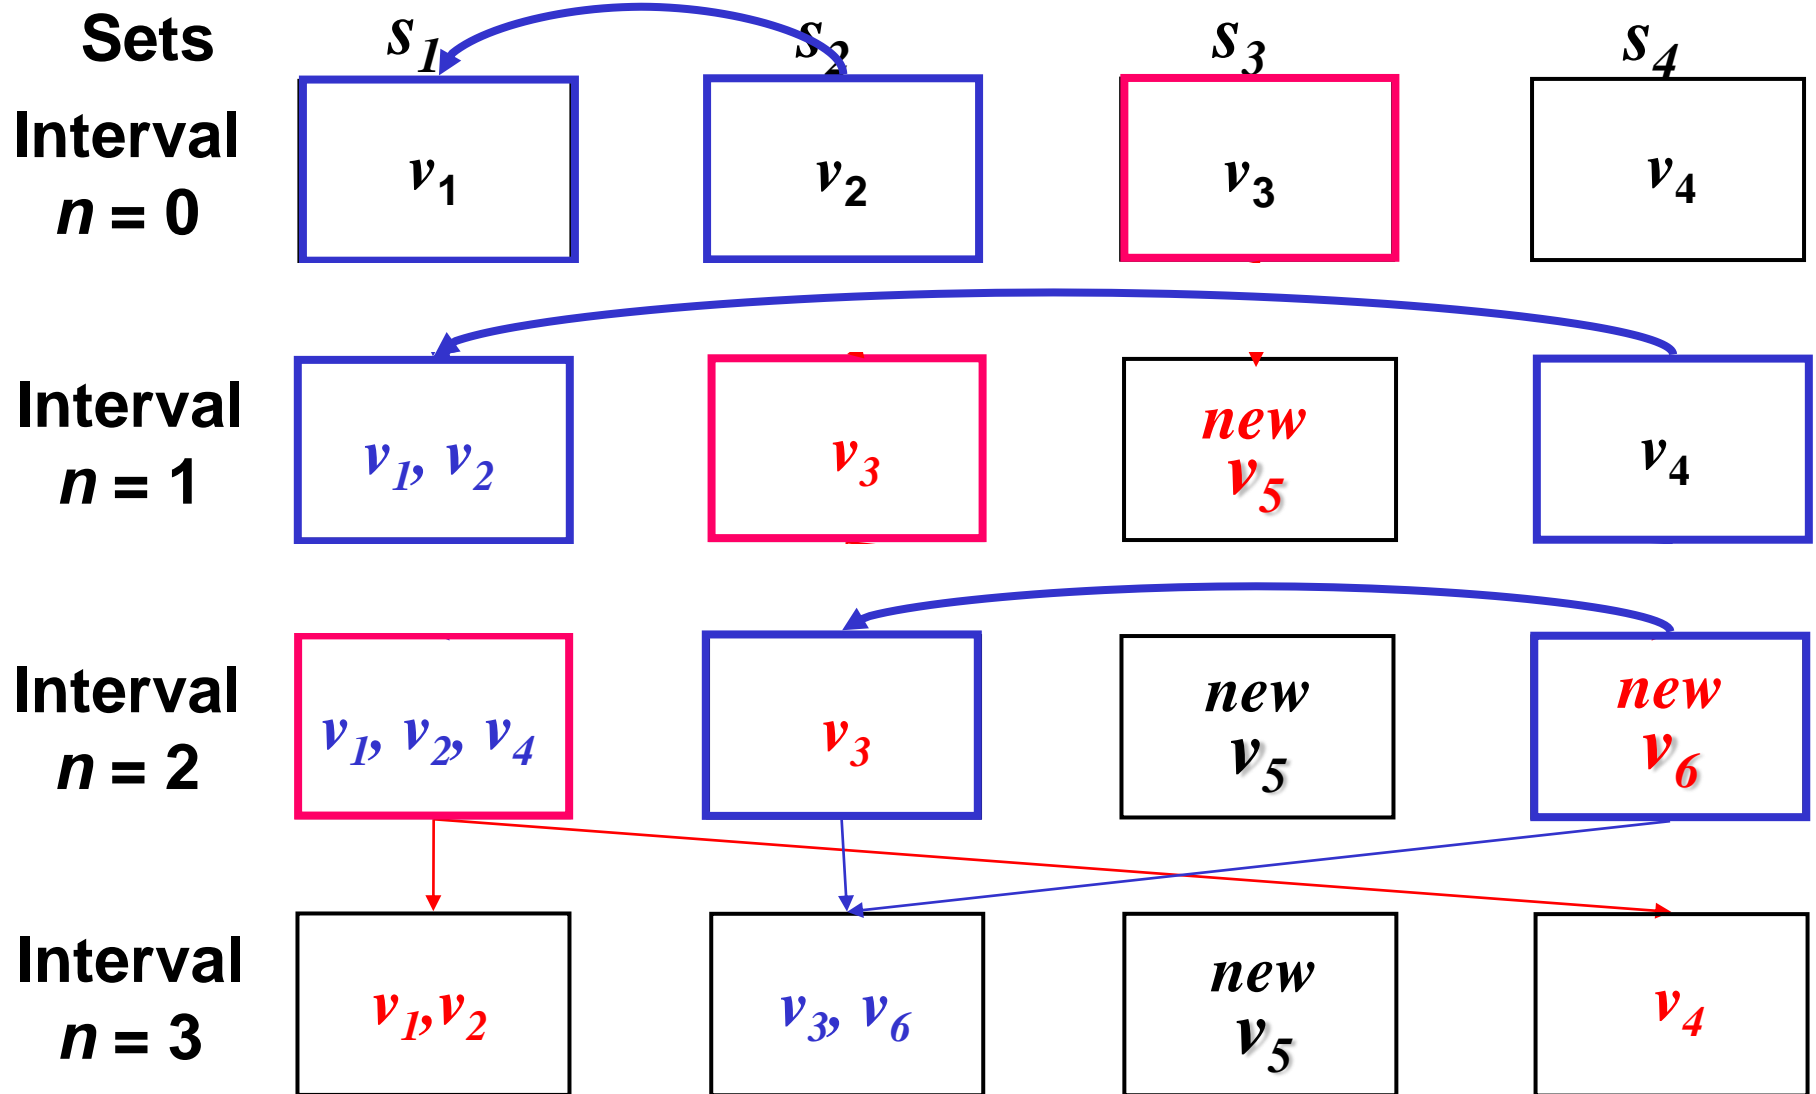 Sets s1 s2 s3 s4
Interval
n = 0
v1 v2 v3 v4
Interval
n = 1
v1, v2 v3 new v5 v4
Interval
n = 2
v1, v2, v4 v3 new v5 new v6
Interval
n = 3
v1,v2 v3, v6 new v5 v4